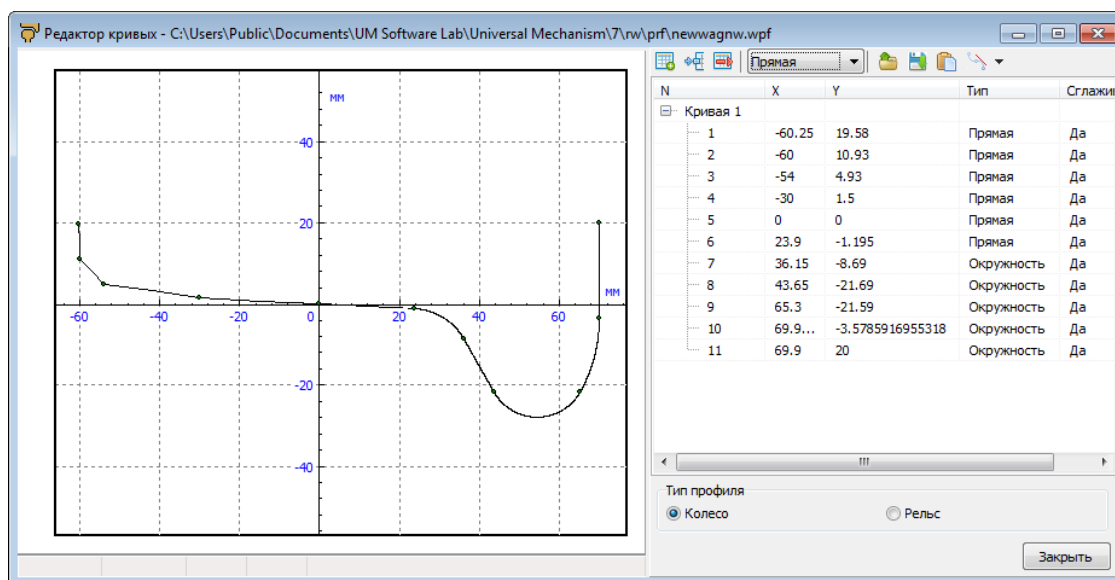 Редактор кривых - C:\Users\Public\Documents\UM Software Lab\Universal Mechanism\7\rw\prf\newwagnw.wpf
Прямая
N X Y Тип Сглажи
Кривая 1
1 -60.25 19.58 Прямая Да
2 -60 10.93 Прямая Да
3 -54 4.93 Прямая Да
4 -30 1.5 Прямая Да
5 0 0 Прямая Да
6 23.9 -1.195 Прямая Да
7 36.15 -8.69 Окружность Да
8 43.65 -21.69 Окружность Да
9 65.3 -21.59 Окружность Да
10 69.9... -3.5785916955318 Окружность Да
11 69.9 20 Окружность Да
мм
-40
20
мм
-60 -40 -20 0 20 40 60
-20
-40
Тип профиля
Колесо Рельс
Закрыть